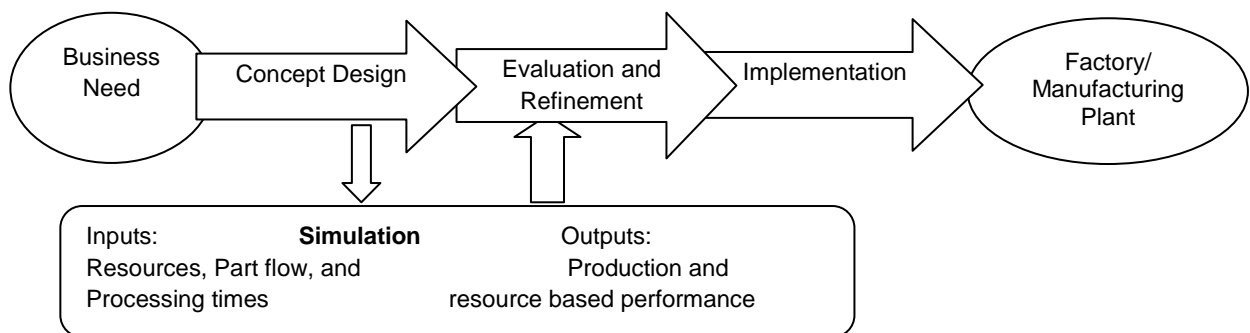 Business
Need
Concept Design
Evaluation and
Refinement
Implementation
Factory/
Manufacturing
Plant
Inputs: Simulation Outputs:
Resources, Part flow, and Production and
Processing times resource based performance